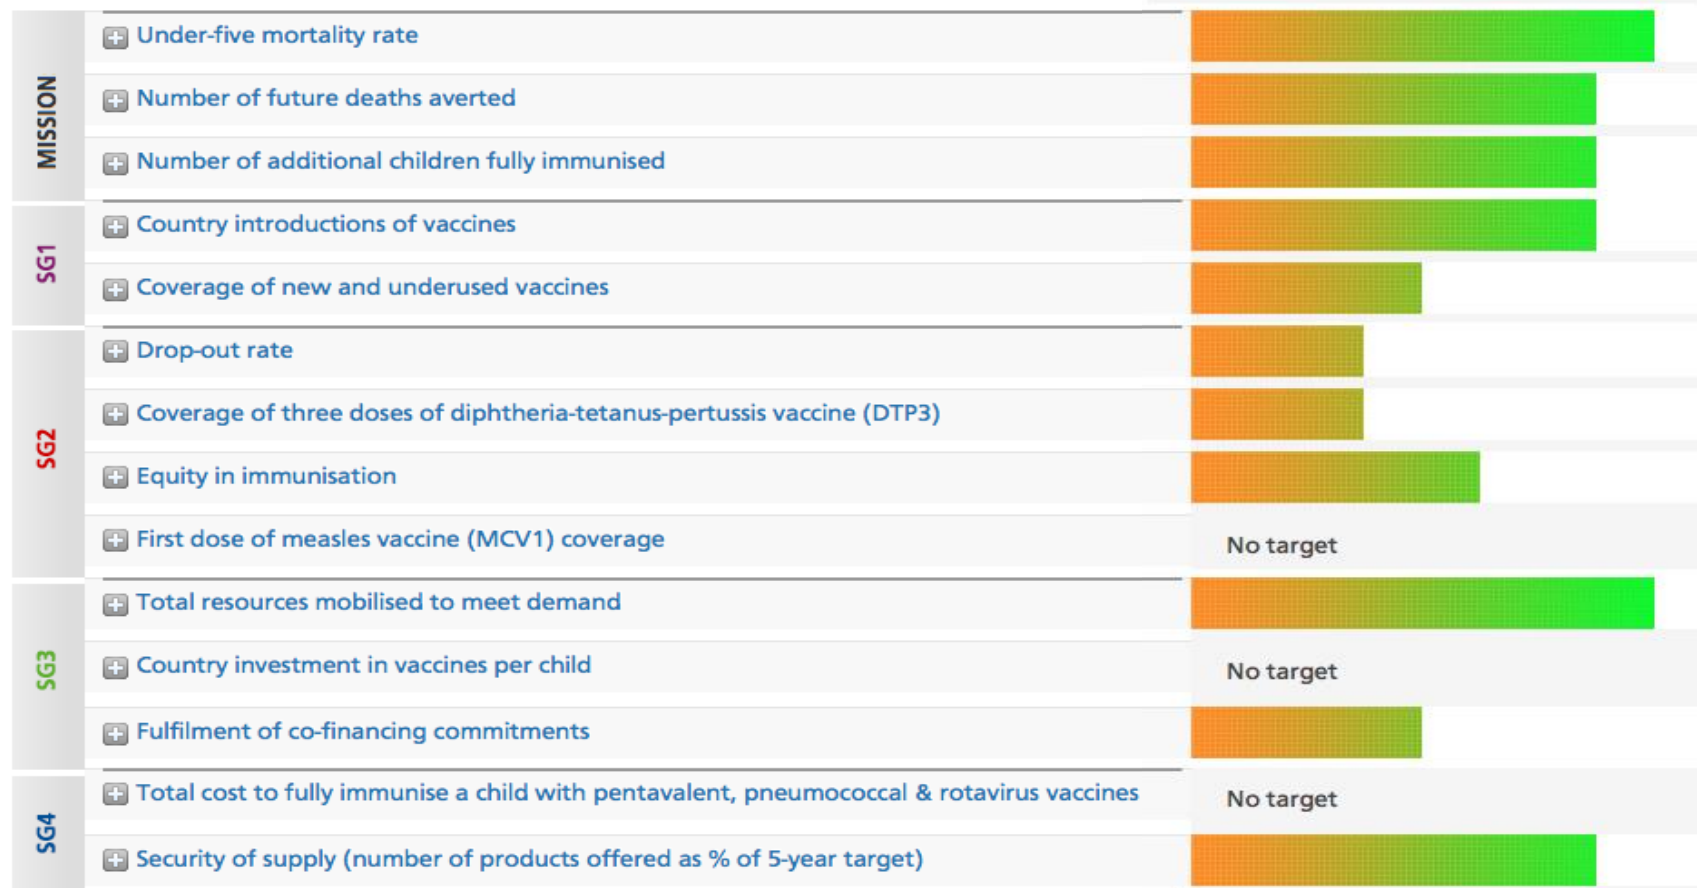 MISSION
Under-five mortality rate
Number of future deaths averted
Number of additional children fully immunised
SG1
Country introductions of vaccines
Coverage of new and underused vaccines
SG2
Drop-out rate
Coverage of three doses of diphtheria-tetanus-pertussis vaccine (DTP3)
Equity in immunisation
First dose of measles vaccine (MCV1) coverage
No target
SG3
Total resources mobilised to meet demand
Country investment in vaccines per child
No target
Fulfilment of co-financing commitments
SG4
Total cost to fully immunise a child with pentavalent, pneumococcal & rotavirus vaccines
No target
Security of supply (number of products offered as % of 5-year target)